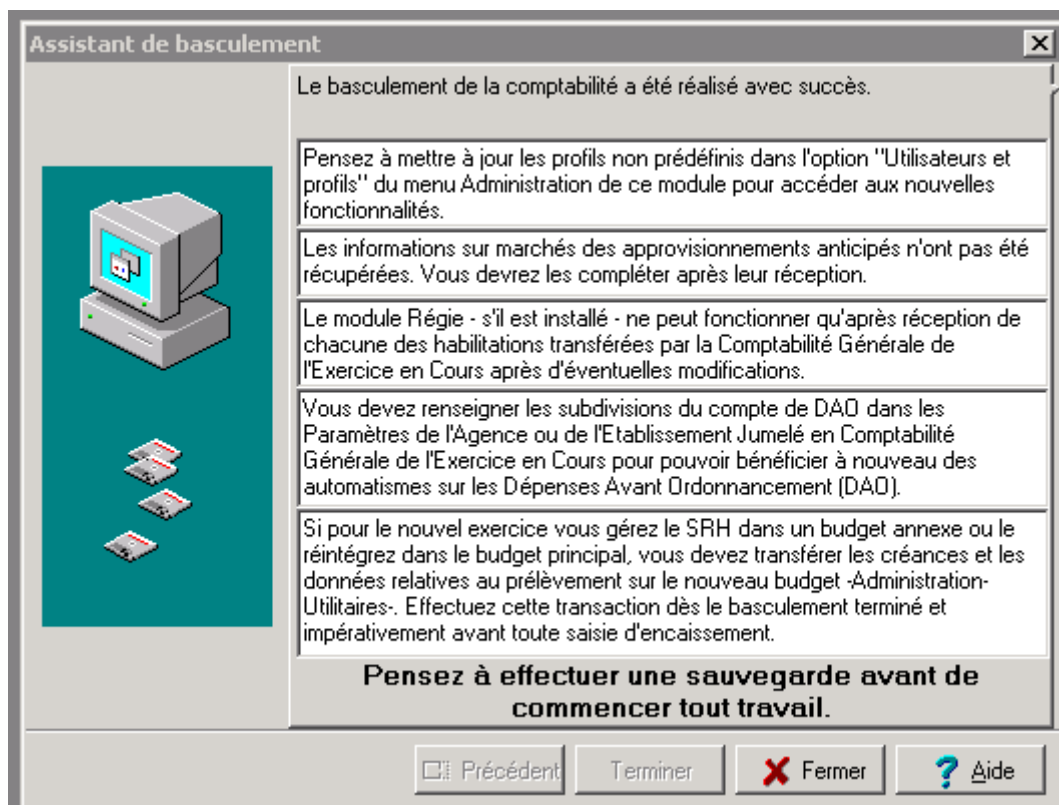 Assistant de basculement
Le basculement de la comptabilité a été réalisé avec succès.
Pensez à mettre à jour les profils non prédéfinis dans l'option "Utilisateurs et
profils" du menu Administration de ce module pour accéder aux nouvelles
fonctionnalités.
Les informations sur marchés des approvisionnements anticipés n'ont pas été
récupérées. Vous devrez les compléter après leur réception.
Le module Régie - s'il est installé - ne peut fonctionner qu'après réception de
chacune des habilitations transférées par la Comptabilité Générale de
l'Exercice en Cours après d'éventuelles modifications.
Vous devez renseigner les subdivisions du compte de DAO dans les
Paramètres de l'Agence ou de l'Etablissement Jumelé en Comptabilité
Générale de l'Exercice en Cours pour pouvoir bénéficier à nouveau des
automatismes sur les Dépenses Avant Ordonnancement (DAO).
Si pour le nouvel exercice vous gérez le SRH dans un budget annexe ou le
réintégrez dans le budget principal, vous devez transférer les créances et les
données relatives au prélèvement sur le nouveau budget -Administration-
Utilitaires-. Effectuez cette transaction dès le basculement terminé et
impérativement avant toute saisie d'encaissement.
Pensez à effectuer une sauvegarde avant de
commencer tout travail.
Précédent
Terminer
Fermer
Aide